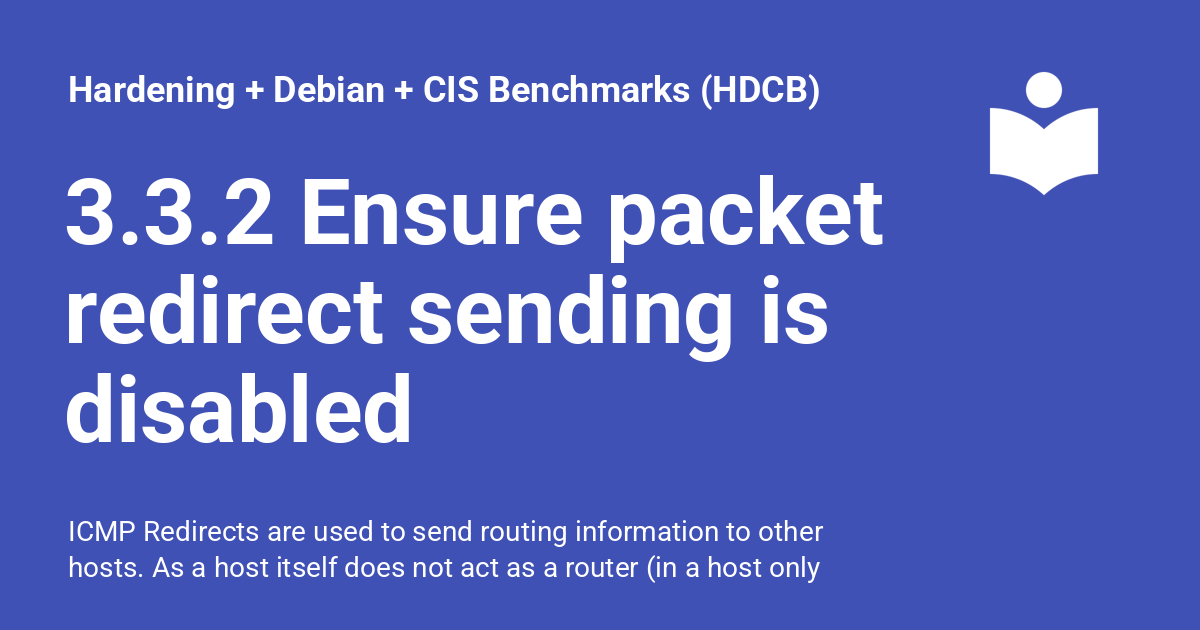 Hardening + Debian + CIS Benchmarks (HDCB)
3.3.2 Ensure packet
redirect sending is
disabled
ICMP Redirects are used to send routing information to other
hosts. As a host itself does not act as a router (in a host only